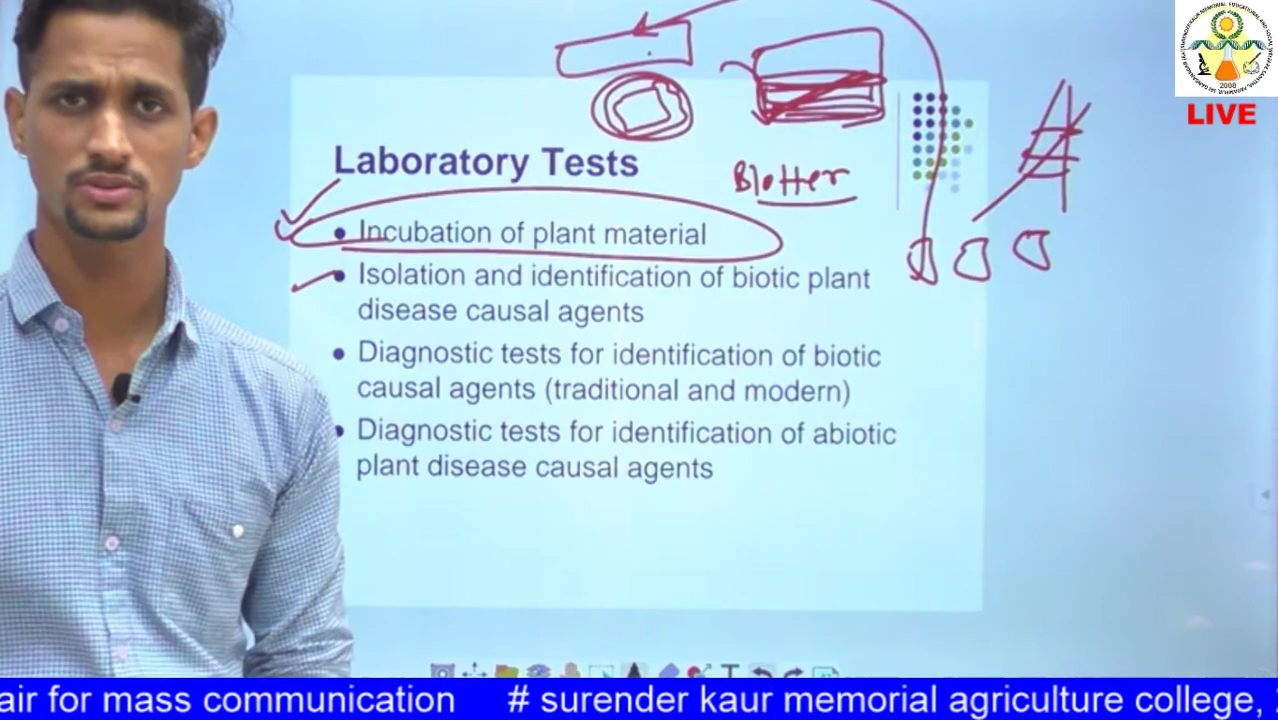 2008
LIVE
Laboratory Tests
Blotter
• Incubation of plant material
• Isolation and identification of biotic plant
disease causal agents
• Diagnostic tests for identification of biotic
causal agents (traditional and modern)
• Diagnostic tests for identification of abiotic
plant disease causal agents
air for mass communication # surender kaur memorial agriculture college,